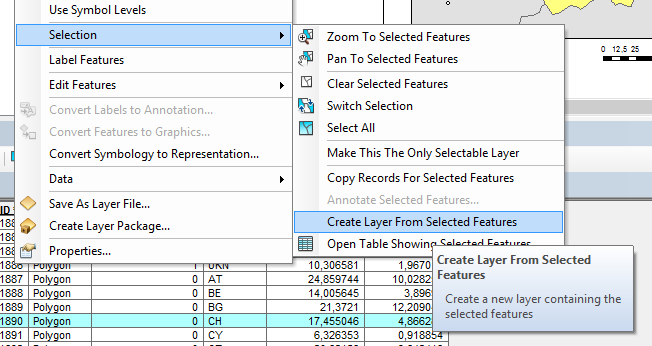 Use Symbol Levels
Selection
Label Features
Edit Features
Convert Labels to Annotation...
Convert Features to Graphics...
Convert Symbology to Representation...
Data
Save As Layer File...
Create Layer Package...
Properties...
Zoom To Selected Features
Pan To Selected Features
Clear Selected Features
Switch Selection
Select All
Make This The Only Selectable Layer
Copy Records For Selected Features
Annotate Selected Features...
Create Layer From Selected Features
Open Table Showing Selected Features
Create Layer From Selected
Features
Create a new layer containing the
selected features
0 12,5 25
ID
1886 Polygon 1 UKN 10,306581 1,9670
1887 Polygon 0 AT 24,859744 10,8271
1888 Polygon 0 BE 14,005645 3,896
1889 Polygon 0 BG 21,3721 12,2090
1890 Polygon 0 CH 17,455046 4,8662
1891 Polygon 0 CY 6,326353 0,918854